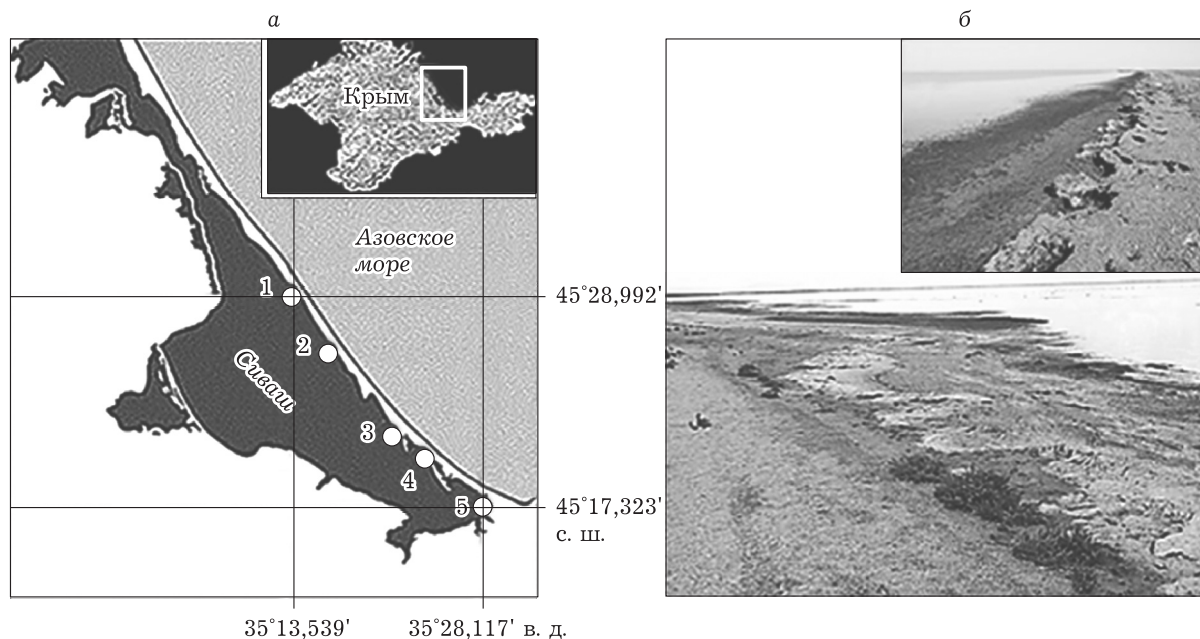 а
б
Крым
Азовское
море
1
45°28,992'
2
Сиваш
3
4
5
45°17,323'
с. ш.
35°13,539'
35°28,117' в. д.